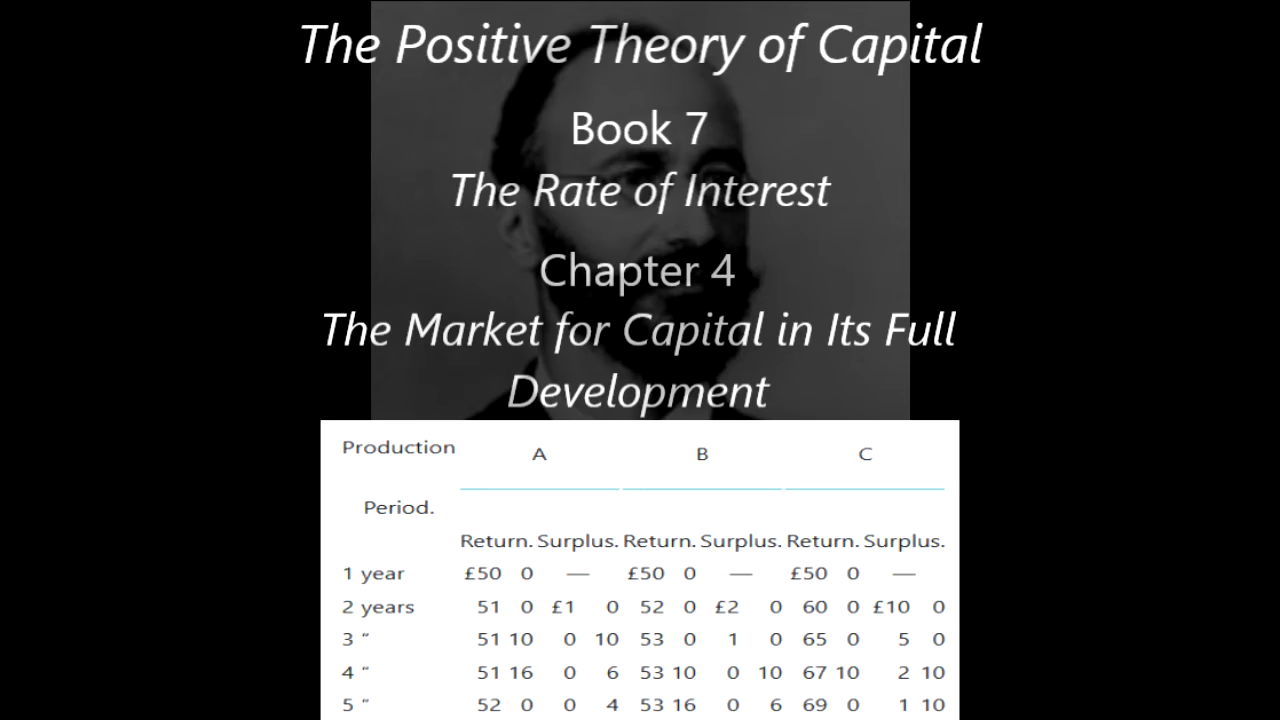 The Positive Theory of Capital
Book 7
The Rate of Interest
Chapter 4
The Market for Capital in Its Full
Development
Production A B C
Period.
Return. Surplus. Return. Surplus. Return. Surplus.
1 year £50 0 — £50 0 — £50 0 —
2 years 51 0 £1 0 52 0 £2 0 60 0 £10 0
3 " 51 10 0 10 53 0 1 0 65 0 5 0
4 " 51 16 0 6 53 10 0 10 67 10 2 10
5 " 52 0 0 4 53 16 0 6 69 0 1 10